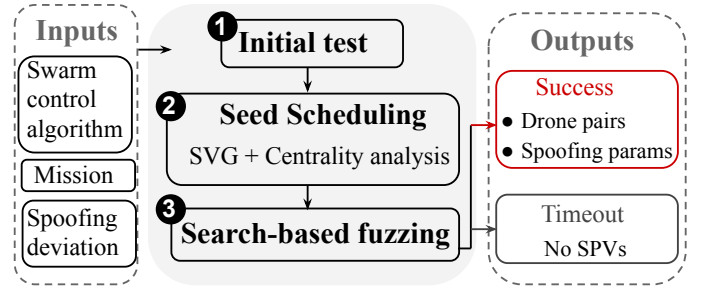 Inputs
Swarm
control
algorithm
Mission
Spoofing
deviation
1
Initial test
2
Seed Scheduling
SVG + Centrality analysis
3
Search-based fuzzing
Outputs
Success
● Drone pairs
● Spoofing params
Timeout
No SPVs